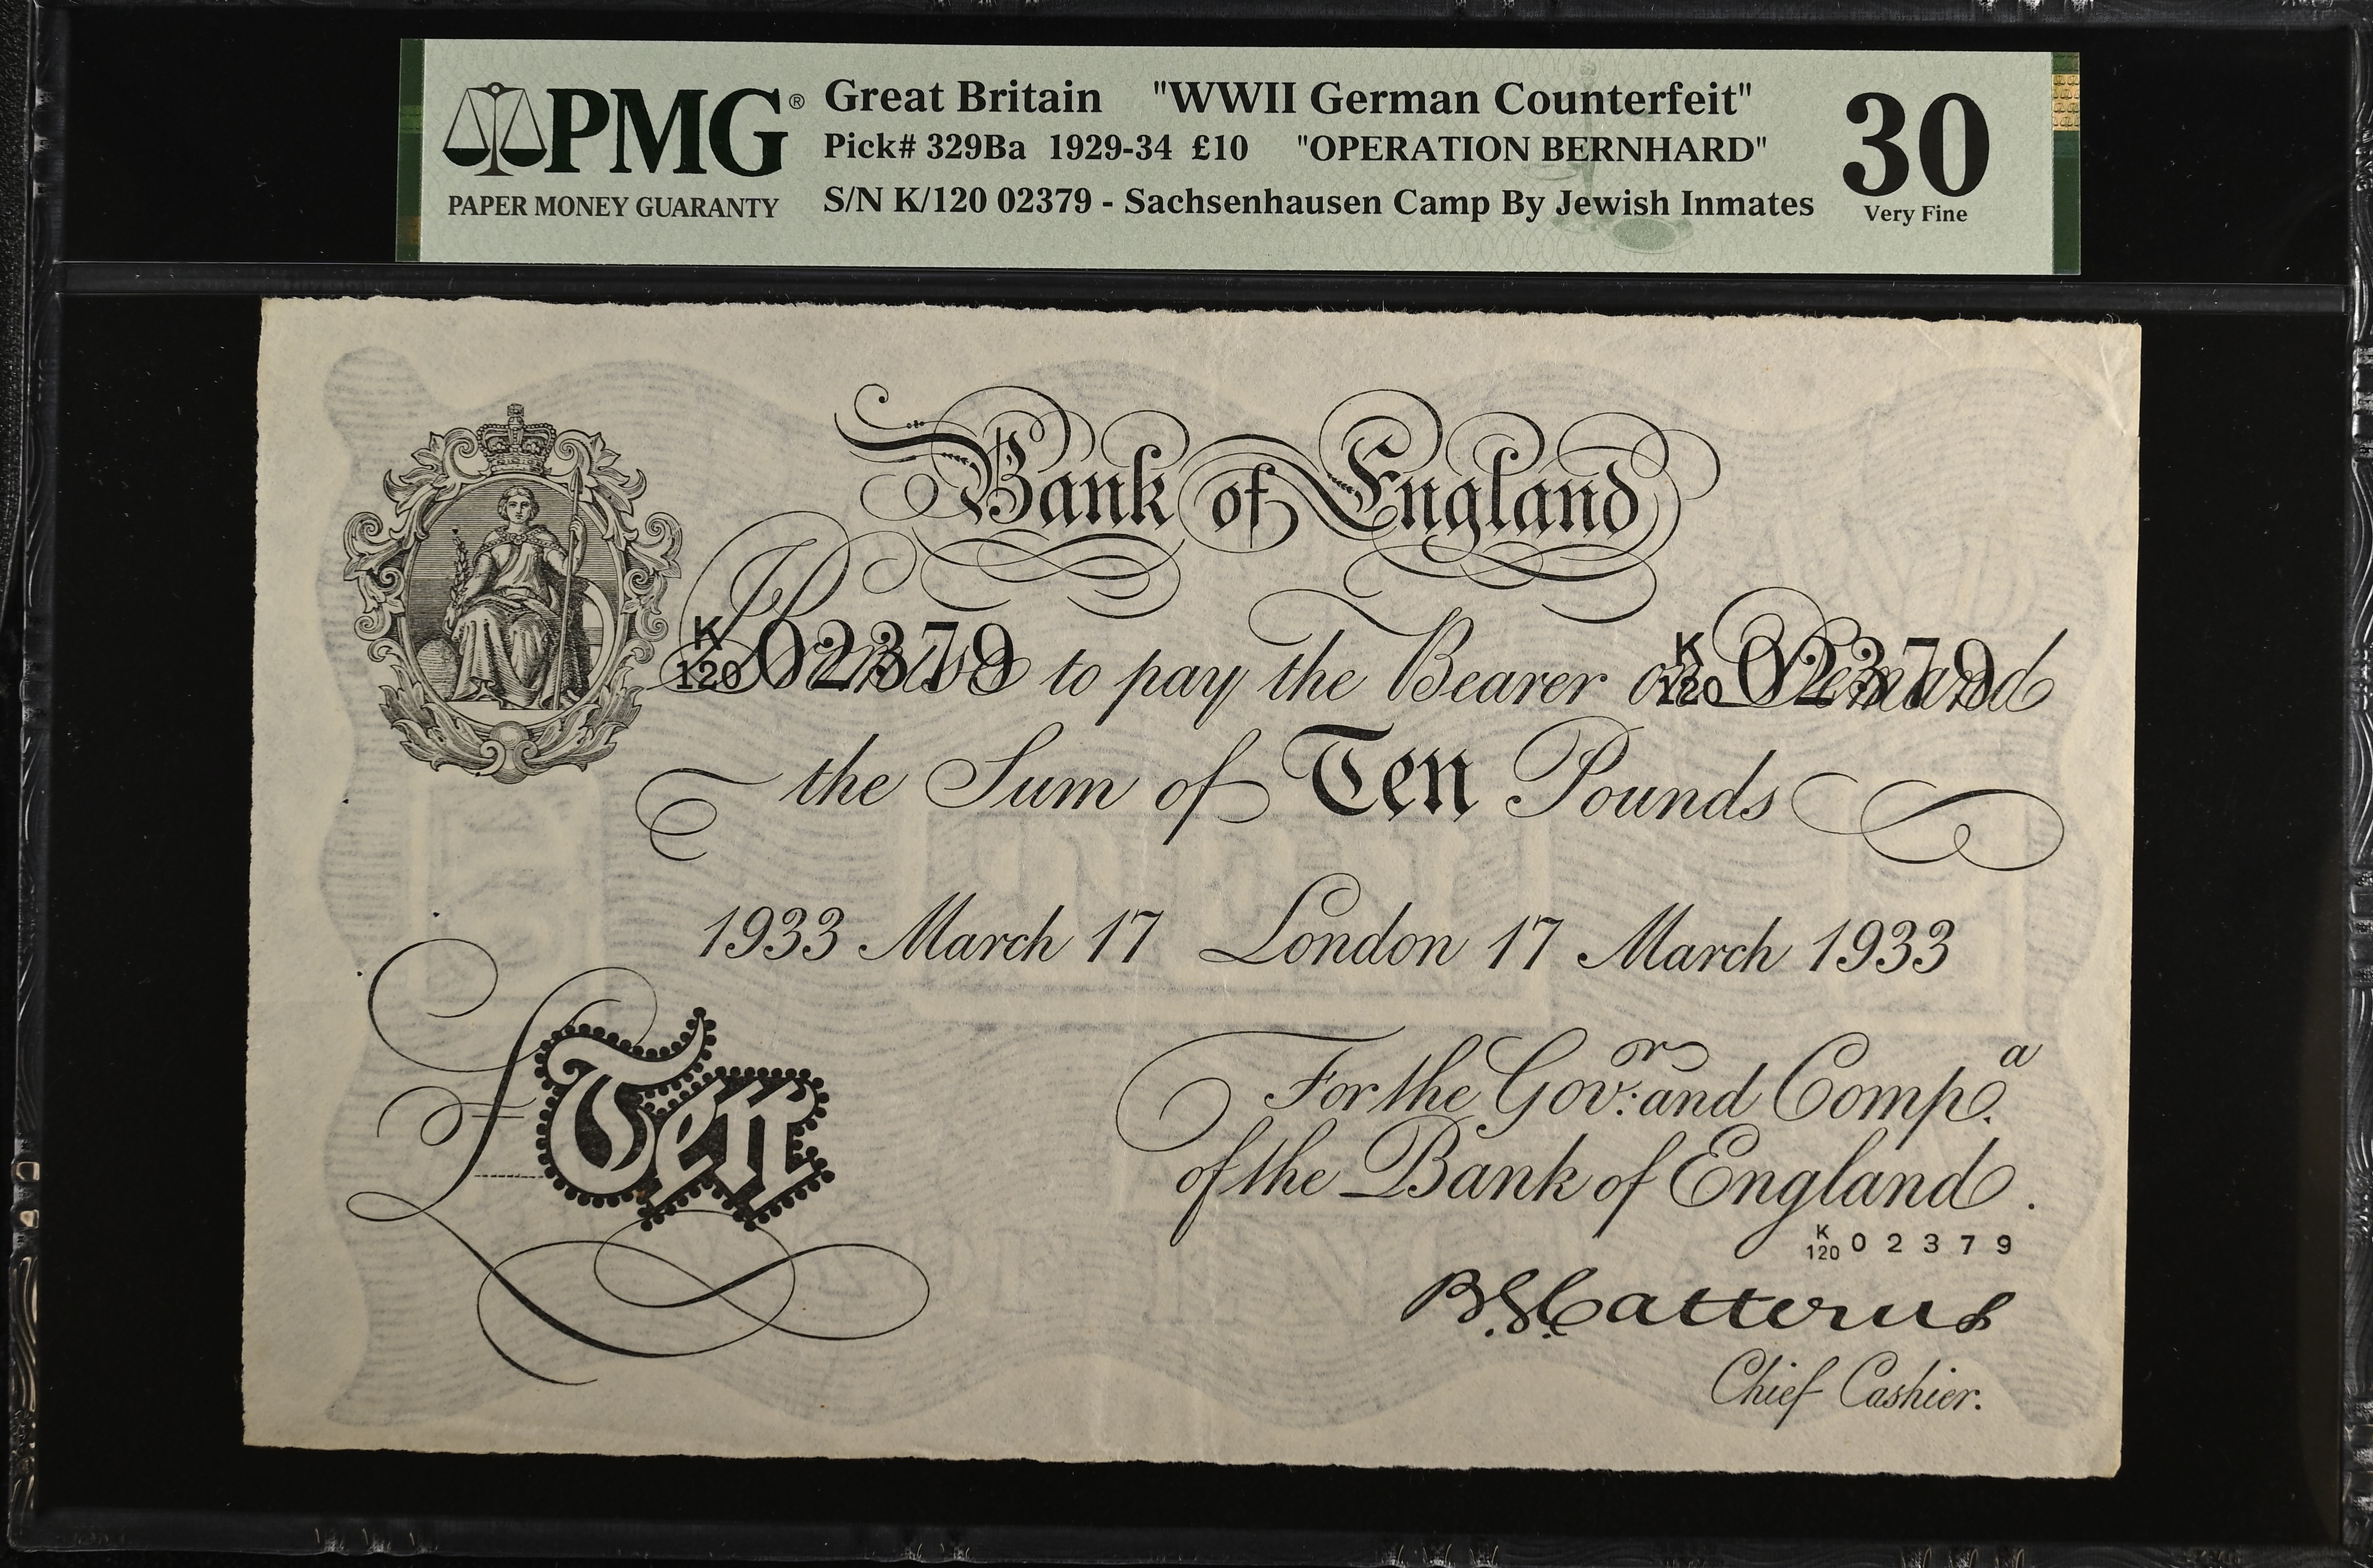 PMG®
PAPER MONEY GUARANTY
Great Britain "WWII German Counterfeit"
Pick# 329Ba 1929-34 £10 "OPERATION BERNHARD"
S/N K/120 02379 - Sachsenhausen Camp By Jewish Inmates
30
Very Fine
Bank of England
K/120 02379 K/120 02379
Promise to pay the Bearer on Demand
the Sum of Ten Pounds
1933 March 17 London 17 March 1933
£Ten
For the Gov.or and Comp.a
of the Bank of England.
K/120 02379
B.G. Catterns
Chief Cashier.